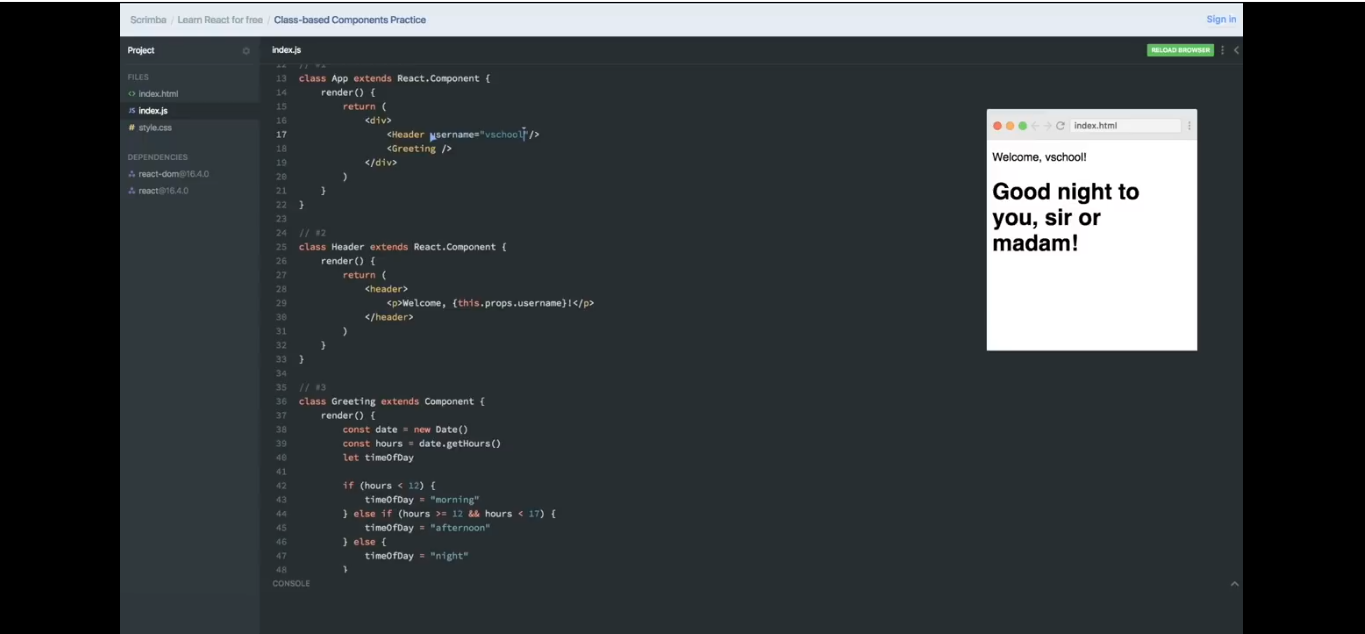 Scrimba / Learn React for free / Class-based Components Practice
Sign in
Project
index.js
RELOAD BROWSER
FILES
<> index.html
JS index.js
# style.css
DEPENDENCIES
react-dom@16.4.0
react@16.4.0
12 // #1
13 class App extends React.Component {
14 render() {
15 return (
16 <div>
17 <Header username="vschool"/>
18 <Greeting />
19 </div>
20 )
21 }
22 }
23
24 // #2
25 class Header extends React.Component {
26 render() {
27 return (
28 <header>
29 <p>Welcome, {this.props.username}!</p>
30 </header>
31 )
32 }
33 }
34
35 // #3
36 class Greeting extends Component {
37 render() {
38 const date = new Date()
39 const hours = date.getHours()
40 let timeOfDay
41
42 if (hours < 12) {
43 timeOfDay = "morning"
44 } else if (hours >= 12 && hours < 17) {
45 timeOfDay = "afternoon"
46 } else {
47 timeOfDay = "night"
48 }
CONSOLE
index.html
Welcome, vschool!
Good night to
you, sir or
madam!